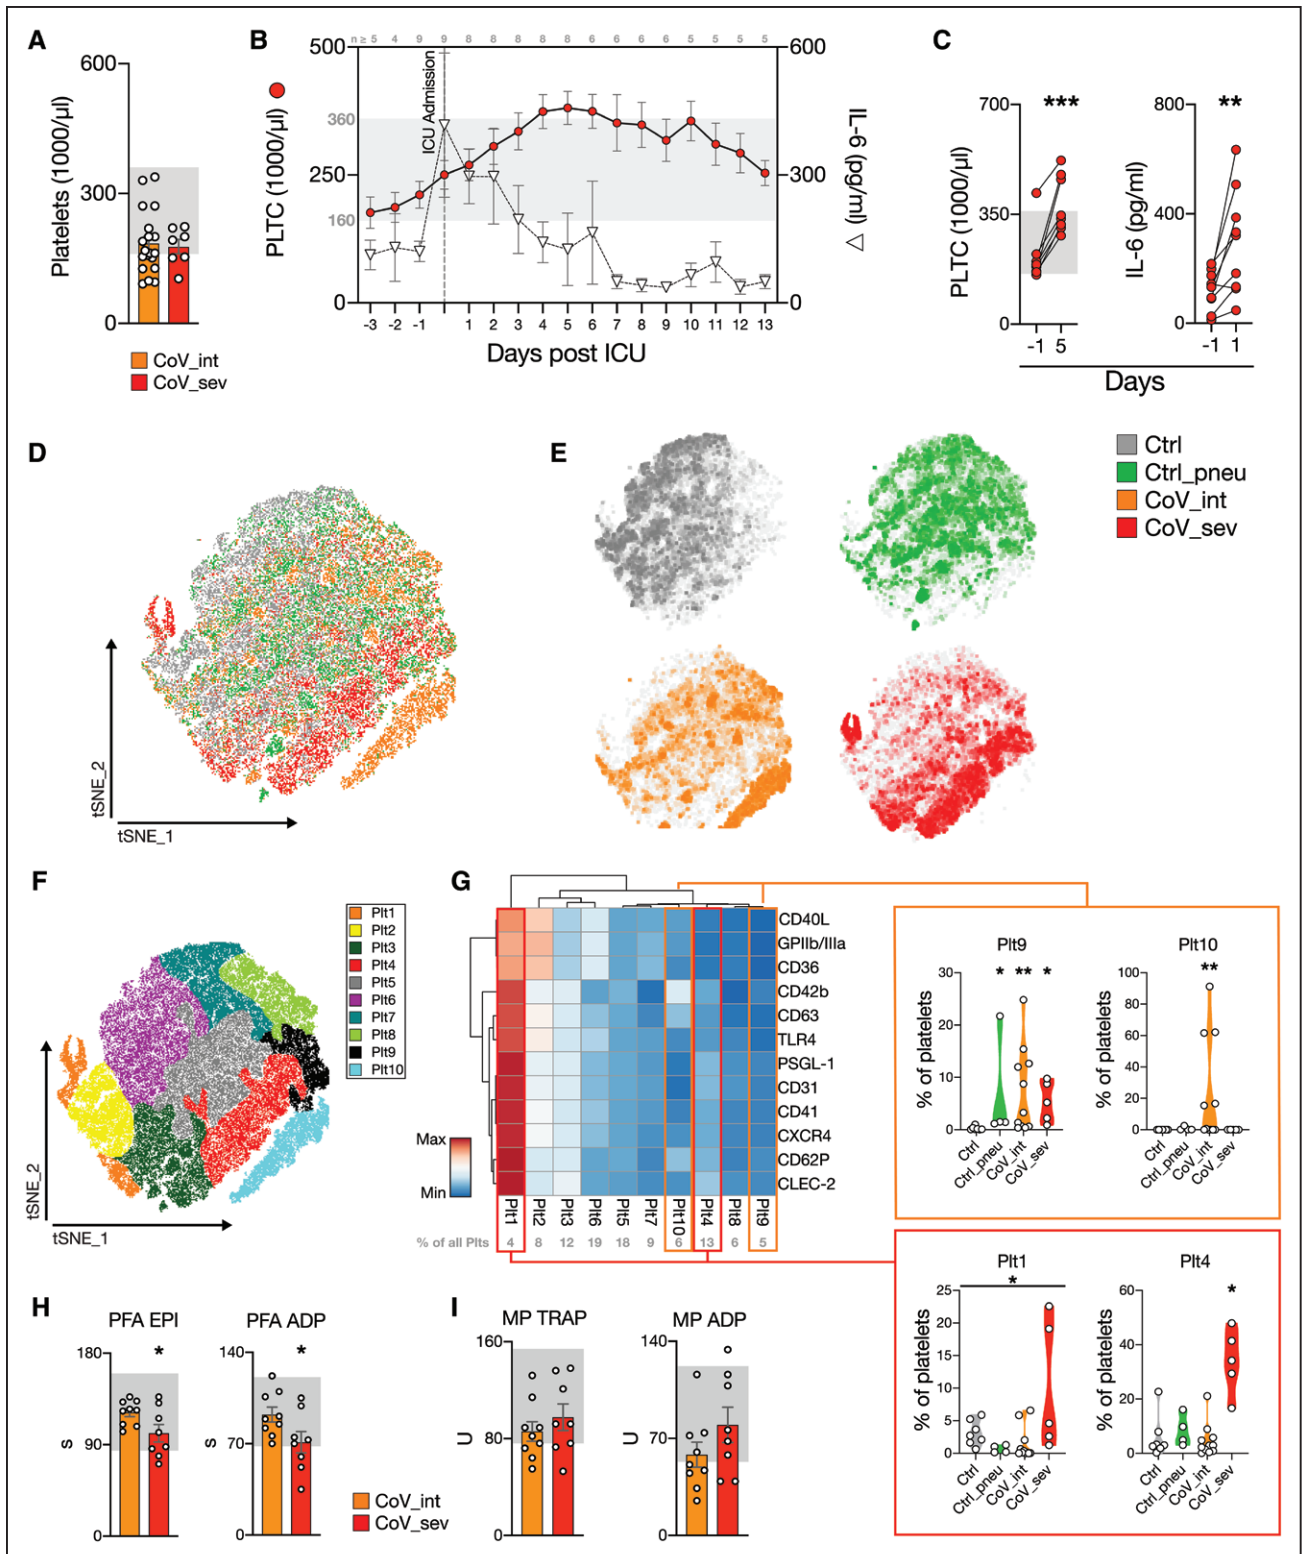 A
600
300
0
Platelets (1000/µl)
CoV_int
CoV_sev
B
n ≥ 5 4 9 9 8 8 8 8 8 6 6 6 6 5 5 5 5
500
360
250
160
0
PLTC (1000/µl)
ICU Admission
600
300
0
IL-6 (pg/ml)
-3 -2 -1 1 2 3 4 5 6 7 8 9 10 11 12 13
Days post ICU
C
700
350
0
PLTC (1000/µl)
***
-1 5
800
400
0
IL-6 (pg/ml)
**
-1 1
Days
D
tSNE_2
tSNE_1
E
Ctrl
Ctrl_pneu
CoV_int
CoV_sev
F
tSNE_2
tSNE_1
Plt1
Plt2
Plt3
Plt4
Plt5
Plt6
Plt7
Plt8
Plt9
Plt10
G
CD40L
GPIIb/IIIa
CD36
CD42b
CD63
TLR4
PSGL-1
CD31
CD41
CXCR4
CD62P
CLEC-2
Max
Min
Plt1 Plt2 Plt3 Plt6 Plt5 Plt7 Plt10 Plt4 Plt8 Plt9
% of all Plts 4 8 12 19 18 9 6 13 6 5
Plt9
30
20
10
0
% of platelets
* ** *
Ctrl Ctrl_pneu CoV_int CoV_sev
Plt10
100
80
60
40
20
0
% of platelets
**
Ctrl Ctrl_pneu CoV_int CoV_sev
Plt1
25
20
15
10
5
0
% of platelets
*
Ctrl Ctrl_pneu CoV_int CoV_sev
Plt4
60
40
20
0
% of platelets
*
Ctrl Ctrl_pneu CoV_int CoV_sev
H
PFA EPI
180
90
0
s
*
PFA ADP
140
70
0
s
*
CoV_int
CoV_sev
I
MP TRAP
160
80
0
U
MP ADP
140
70
0
U